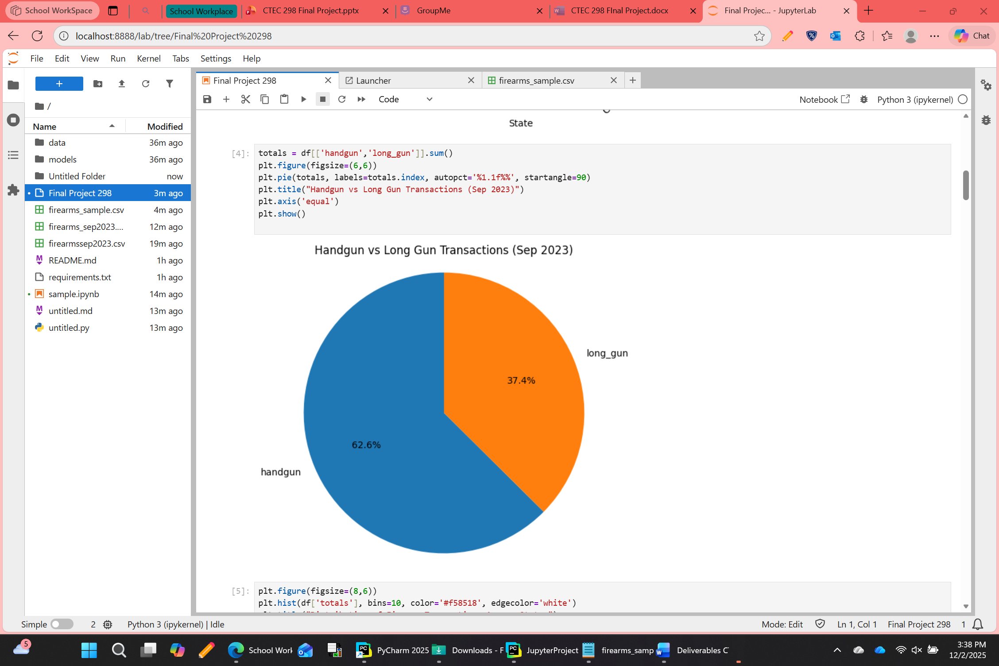 School WorkSpace
School Workplace
CTEC 298 Final Project.pptx
GroupMe
CTEC 298 FInal Project.docx
Final Projec... - JupyterLab
localhost:8888/lab/tree/Final%20Project%20298
Chat
File Edit View Run Kernel Tabs Settings Help
Final Project 298
Launcher
firearms_sample.csv
Code
Notebook
Python 3 (ipykernel)
/
Name Modified
data 36m ago
models 36m ago
Untitled Folder now
Final Project 298 3m ago
firearms_sample.csv 4m ago
firearms_sep2023.... 12m ago
firearmssep2023.csv 19m ago
README.md 1h ago
requirements.txt 1h ago
sample.ipynb 14m ago
untitled.md 13m ago
untitled.py 13m ago
State
[4]:
totals = df[['handgun','long_gun']].sum()
plt.figure(figsize=(6,6))
plt.pie(totals, labels=totals.index, autopct='%1.1f%%', startangle=90)
plt.title("Handgun vs Long Gun Transactions (Sep 2023)")
plt.axis('equal')
plt.show()
Handgun vs Long Gun Transactions (Sep 2023)
long_gun
37.4%
62.6%
handgun
[5]:
plt.figure(figsize=(8,6))
plt.hist(df['totals'], bins=10, color='#f58518', edgecolor='white')
Simple
2
Python 3 (ipykernel) | Idle
Mode: Edit
Ln 1, Col 1
Final Project 298
1
5
School Work
PyCharm 2025
Downloads - F
JupyterProject
firearms_samp
Deliverables C
3:38 PM
12/2/2025